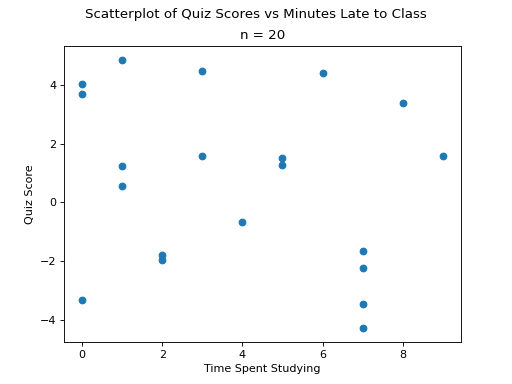 Scatterplot of Quiz Scores vs Minutes Late to Class
n = 20
4
2
0
−2
−4
Quiz Score
0 2 4 6 8
Time Spent Studying